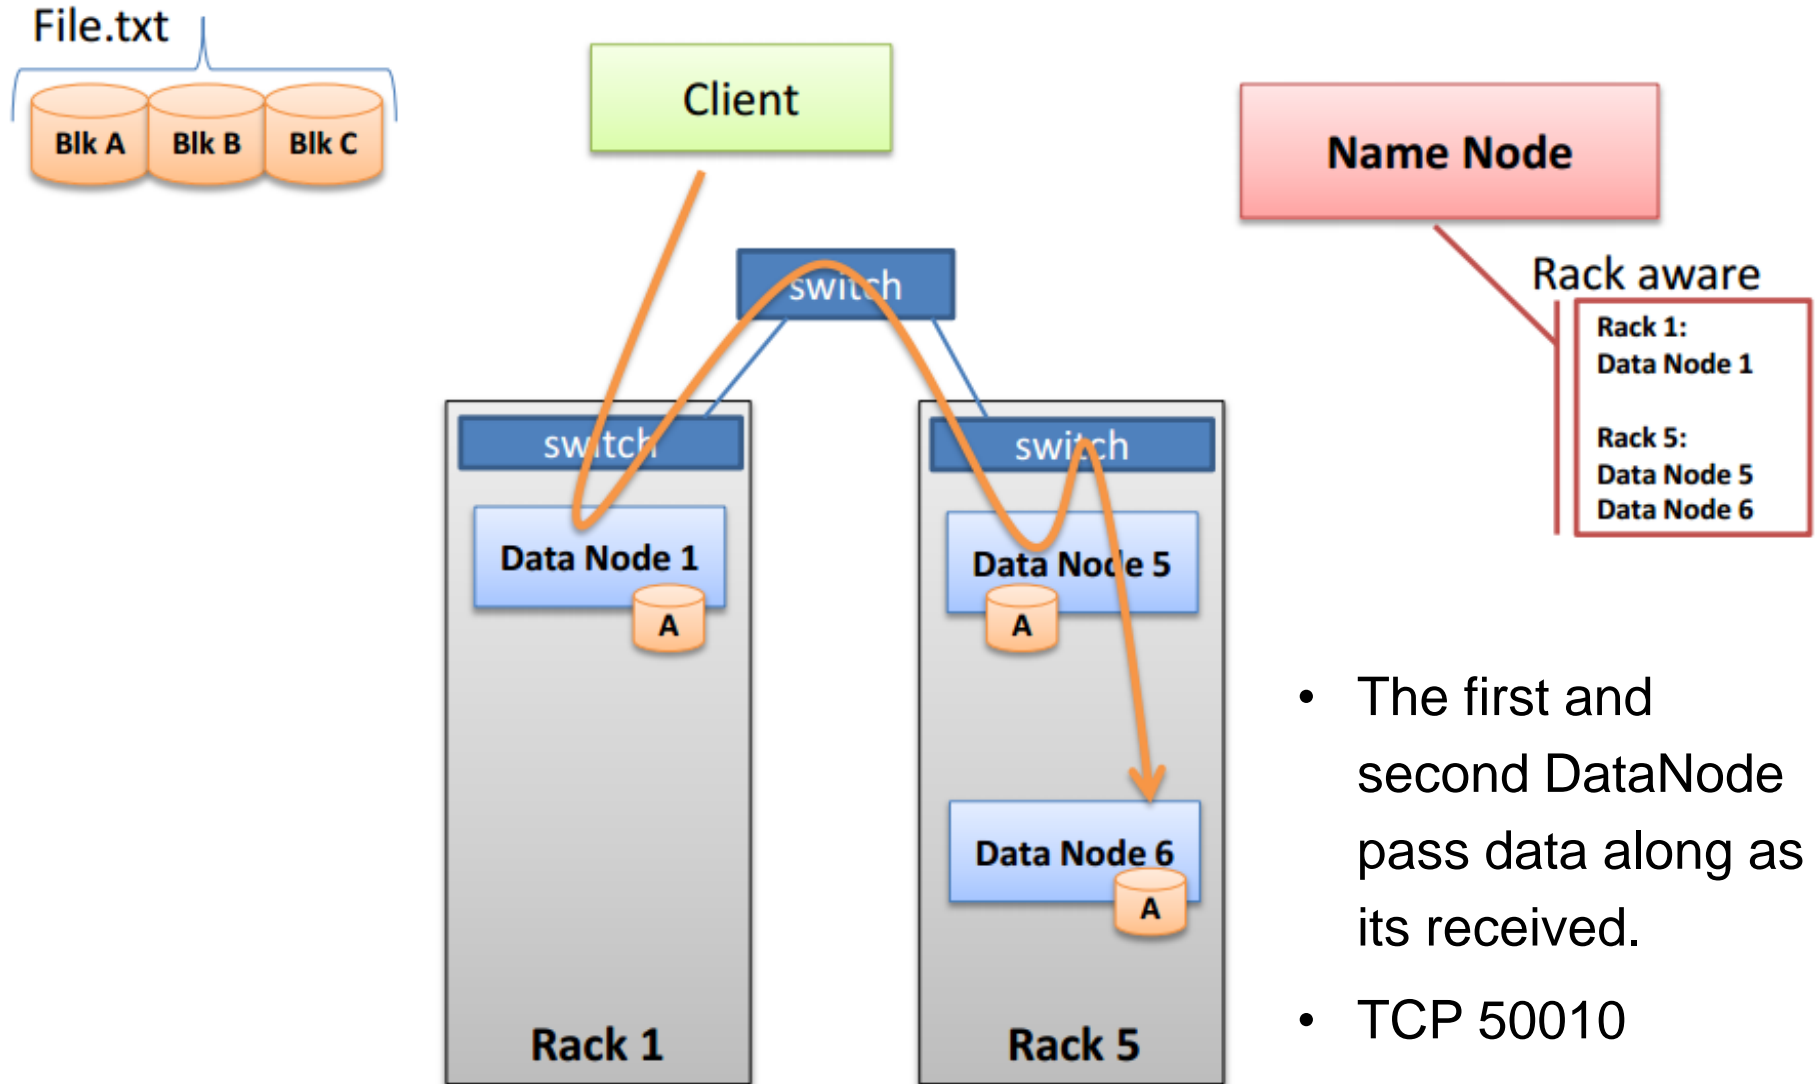 File.txt
Blk A
Blk B
Blk C
Client
Name Node
switch
Rack aware
Rack 1:
Data Node 1
Rack 5:
Data Node 5
Data Node 6
switch
Data Node 1
A
Rack 1
switch
Data Node 5
A
Data Node 6
A
Rack 5
• The first and
second DataNode
pass data along as
its received.
• TCP 50010